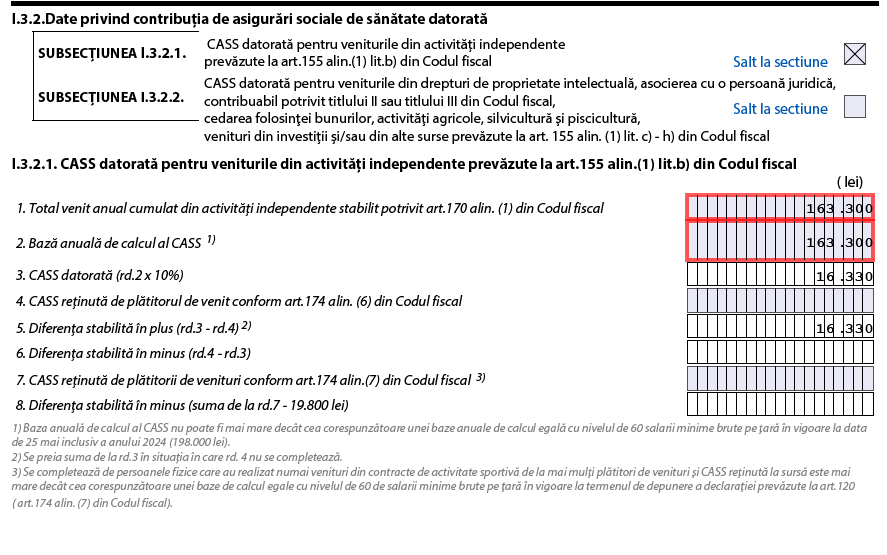 I.3.2.Date privind contribuția de asigurări sociale de sănătate datorată
SUBSECȚIUNEA I.3.2.1.
CASS datorată pentru veniturile din activități independente
prevăzute la art.155 alin.(1) lit.b) din Codul fiscal
Salt la sectiune
SUBSECȚIUNEA I.3.2.2.
CASS datorată pentru veniturile din drepturi de proprietate intelectuală, asocierea cu o persoană juridică,
contribuabil potrivit titlului II sau titlului III din Codul fiscal,
cedarea folosinței bunurilor, activități agricole, silvicultură și piscicultură,
venituri din investiții și/sau din alte surse prevăzute la art. 155 alin. (1) lit. c) - h) din Codul fiscal
Salt la sectiune
I.3.2.1. CASS datorată pentru veniturile din activități independente prevăzute la art.155 alin.(1) lit.b) din Codul fiscal
( lei)
1. Total venit anual cumulat din activități independente stabilit potrivit art.170 alin. (1) din Codul fiscal 163.300
2. Bază anuală de calcul al CASS 1) 163.300
3. CASS datorată (rd.2 x 10%) 16.330
4. CASS reținută de plătitorul de venit conform art.174 alin. (6) din Codul fiscal
5. Diferența stabilită în plus (rd.3 - rd.4) 2) 16.330
6. Diferența stabilită în minus (rd.4 - rd.3)
7. CASS reținută de plătitorii de venituri conform art.174 alin.(7) din Codul fiscal 3)
8. Diferența stabilită în minus (suma de la rd.7 - 19.800 lei)
1) Baza anuală de calcul al CASS nu poate fi mai mare decât cea corespunzătoare unei baze anuale de calcul egală cu nivelul de 60 salarii minime brute pe țară în vigoare la data
de 25 mai inclusiv a anului 2024 (198.000 lei).
2) Se preia suma de la rd.3 în situația în care rd. 4 nu se completează.
3) Se completează de persoanele fizice care au realizat numai venituri din contracte de activitate sportivă de la mai mulți plătitori de venituri și CASS reținută la sursă este mai
mare decât cea corespunzătoare unei baze de calcul egale cu nivelul de 60 de salarii minime brute pe țară în vigoare la termenul de depunere a declarației prevăzute la art.120
( art.174 alin. (7) din Codul fiscal).